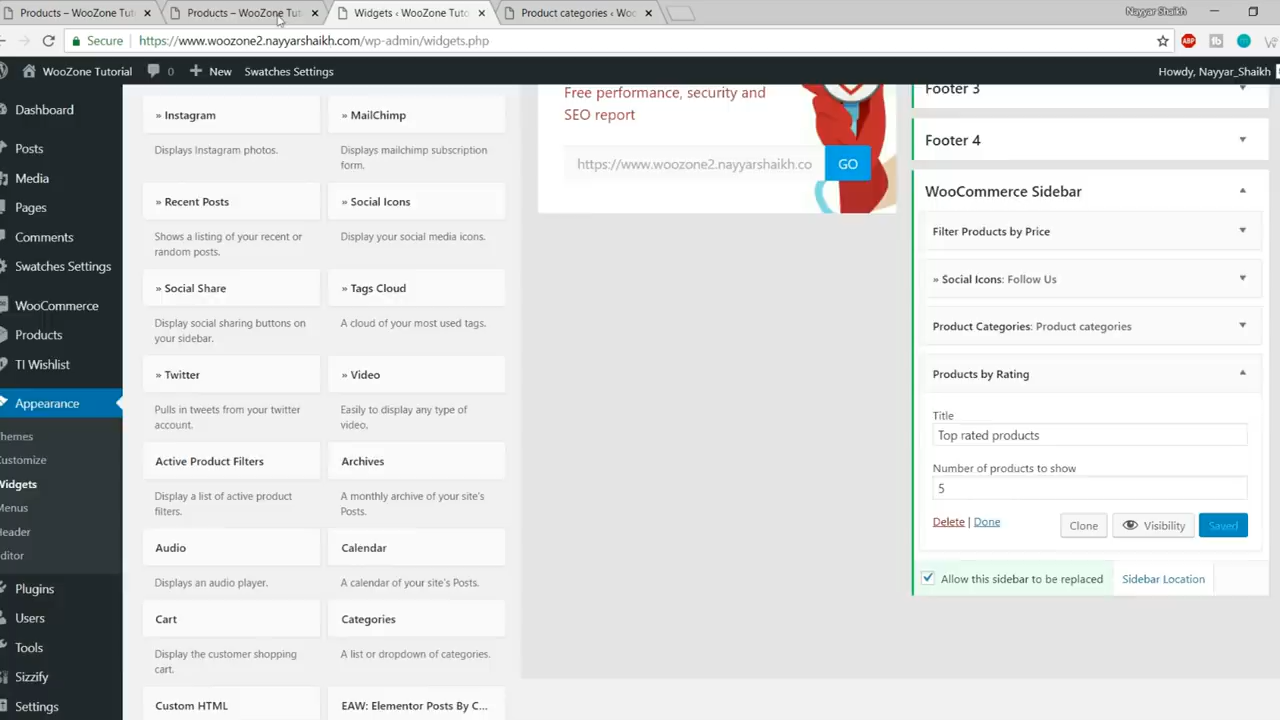 Products – WooZone Tuto
Products – WooZone Tut
Widgets ‹ WooZone Tuto
Product categories ‹ Woo
Nayyar Shaikh
Secure
https://www.woozone2.nayyarshaikh.com/wp-admin/widgets.php
ABP
WooZone Tutorial
0
New
Swatches Settings
Howdy, Nayyar_Shaikh
Dashboard
Posts
Media
Pages
Comments
Swatches Settings
WooCommerce
Products
TI Wishlist
Appearance
hemes
ustomize
Widgets
Menus
eader
ditor
Plugins
Users
Tools
Sizzify
Settings
» Instagram
Displays Instagram photos.
» MailChimp
Displays mailchimp subscription
form.
» Recent Posts
Shows a listing of your recent or
random posts.
» Social Icons
Display your social media icons.
» Social Share
Display social sharing buttons on
your sidebar.
» Tags Cloud
A cloud of your most used tags.
» Twitter
Pulls in tweets from your twitter
account.
» Video
Easily to display any type of
video.
Active Product Filters
Display a list of active product
filters.
Archives
A monthly archive of your site's
Posts.
Audio
Displays an audio player.
Calendar
A calendar of your site's Posts.
Cart
Display the customer shopping
cart.
Categories
A list or dropdown of categories.
Custom HTML
EAW: Elementor Posts By C...
Free performance, security and
SEO report
https://www.woozone2.nayyarshaikh.co
GO
Footer 3
Footer 4
WooCommerce Sidebar
Filter Products by Price
» Social Icons: Follow Us
Product Categories: Product categories
Products by Rating
Title
Top rated products
Number of products to show
5
Delete | Done
Clone
Visibility
Saved
Allow this sidebar to be replaced
Sidebar Location